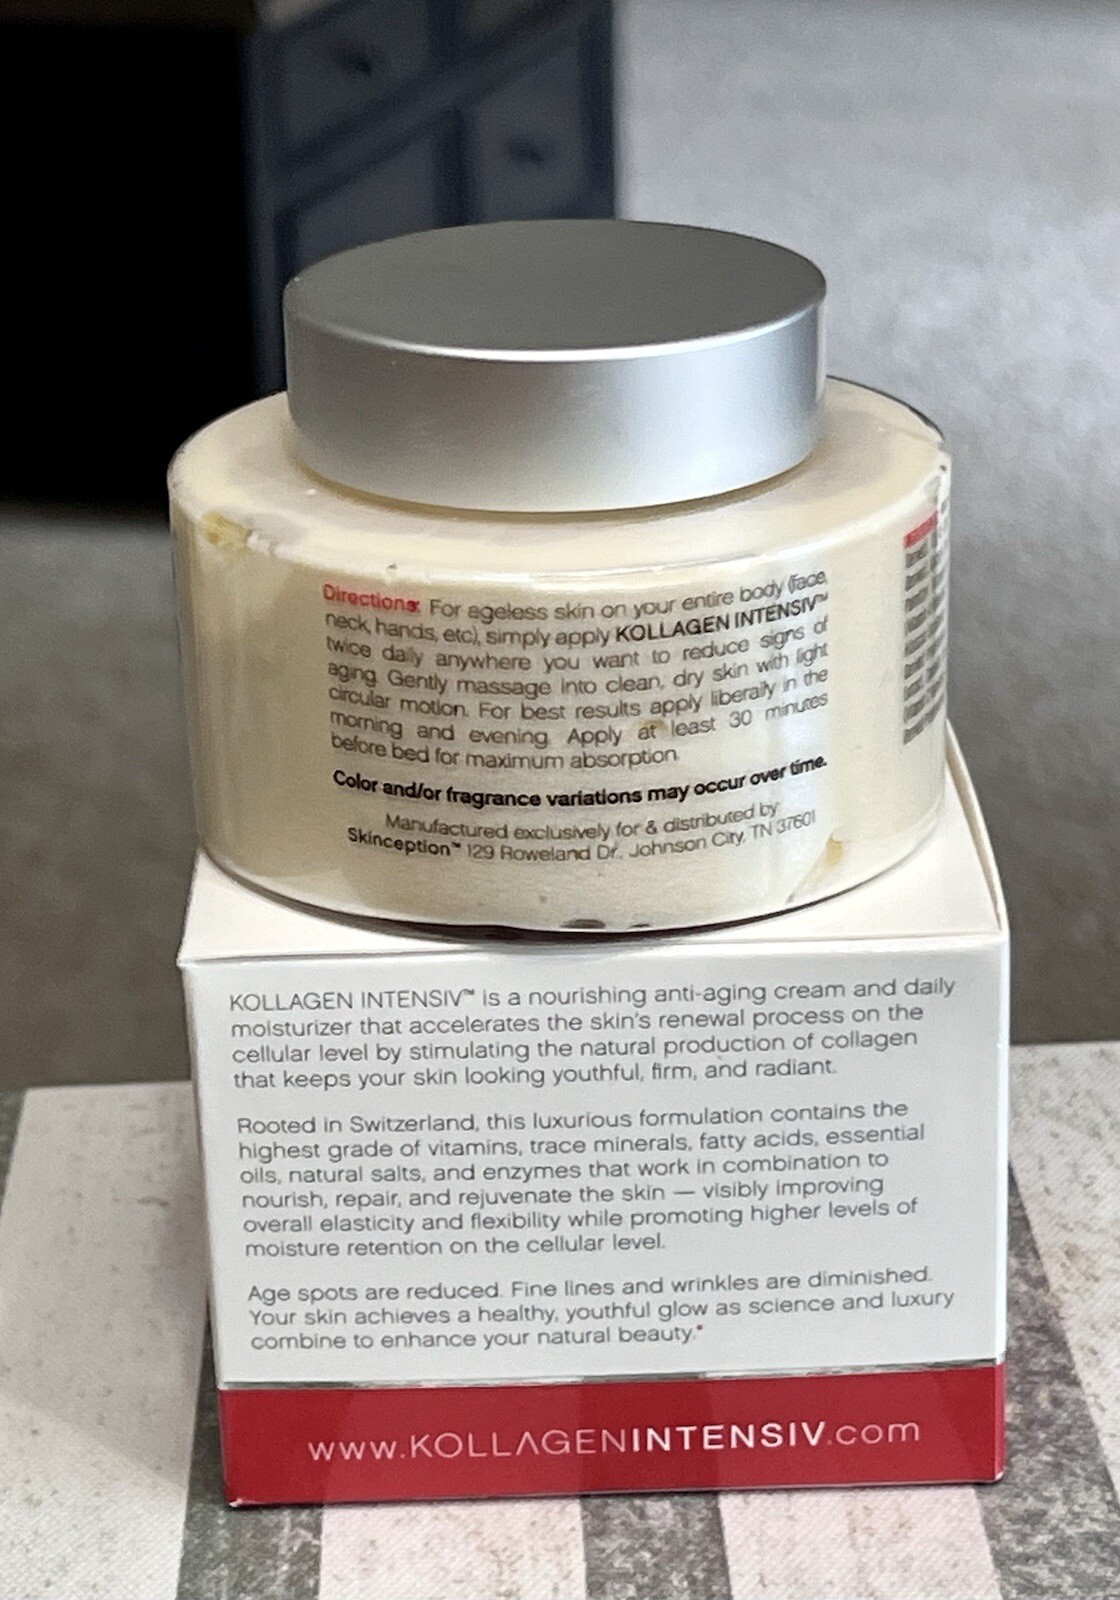 Directions: For ageless skin on your entire body (face,
neck, hands, etc), simply apply KOLLAGEN INTENSIV™
twice daily anywhere you want to reduce signs of
aging. Gently massage into clean, dry skin with light
circular motion. For best results apply liberally in the
morning and evening. Apply at least 30 minutes
before bed for maximum absorption.
Color and/or fragrance variations may occur over time.
Manufactured exclusively for & distributed by:
Skinception™ 129 Roweland Dr., Johnson City, TN 37601
KOLLAGEN INTENSIV™ is a nourishing anti-aging cream and daily
moisturizer that accelerates the skin's renewal process on the
cellular level by stimulating the natural production of collagen
that keeps your skin looking youthful, firm, and radiant.
Rooted in Switzerland, this luxurious formulation contains the
highest grade of vitamins, trace minerals, fatty acids, essential
oils, natural salts, and enzymes that work in combination to
nourish, repair, and rejuvenate the skin — visibly improving
overall elasticity and flexibility while promoting higher levels of
moisture retention on the cellular level.
Age spots are reduced. Fine lines and wrinkles are diminished.
Your skin achieves a healthy, youthful glow as science and luxury
combine to enhance your natural beauty.*
www.KOLLAGENINTENSIV.com